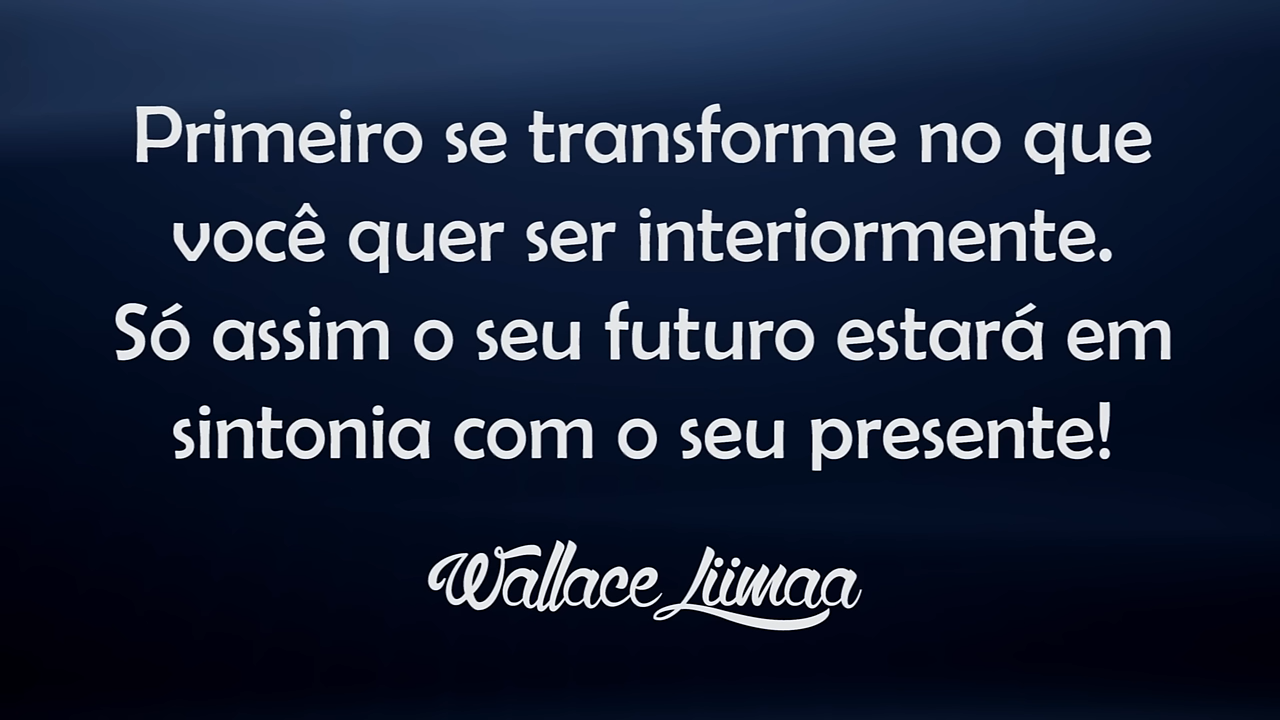 Primeiro se transforme no que
você quer ser interiormente.
Só assim o seu futuro estará em
sintonia com o seu presente!
Wallace Liimaa